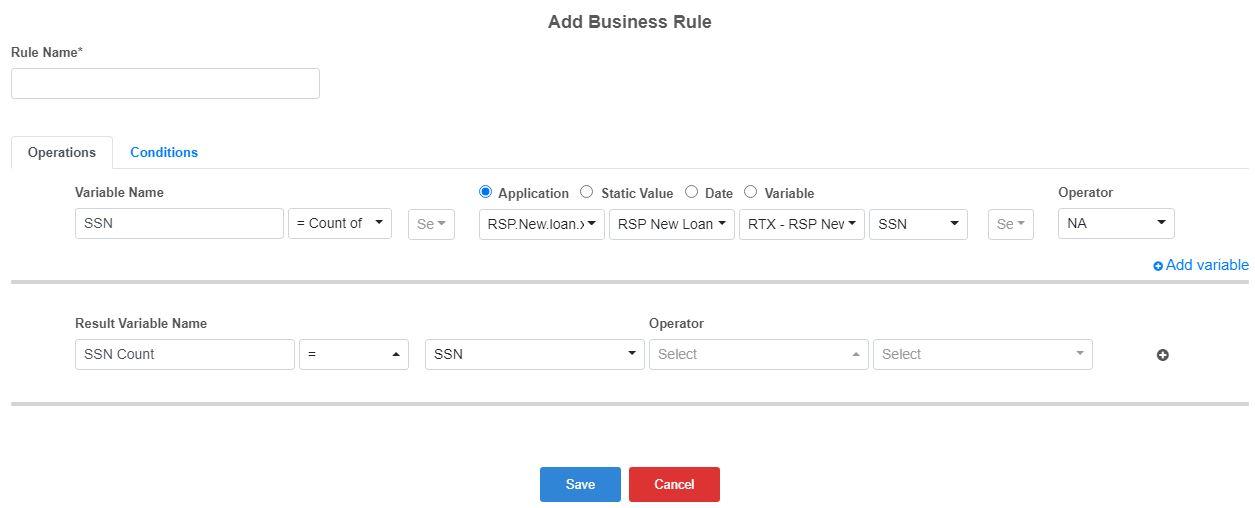 Add Business Rule
Rule Name*
Operations Conditions
Variable Name Application Static Value Date Variable Operator
SSN = Count of Se RSP.New.loan.x RSP New Loan RTX - RSP New SSN Se NA
Add variable
Result Variable Name Operator
SSN Count = SSN Select Select
Save Cancel